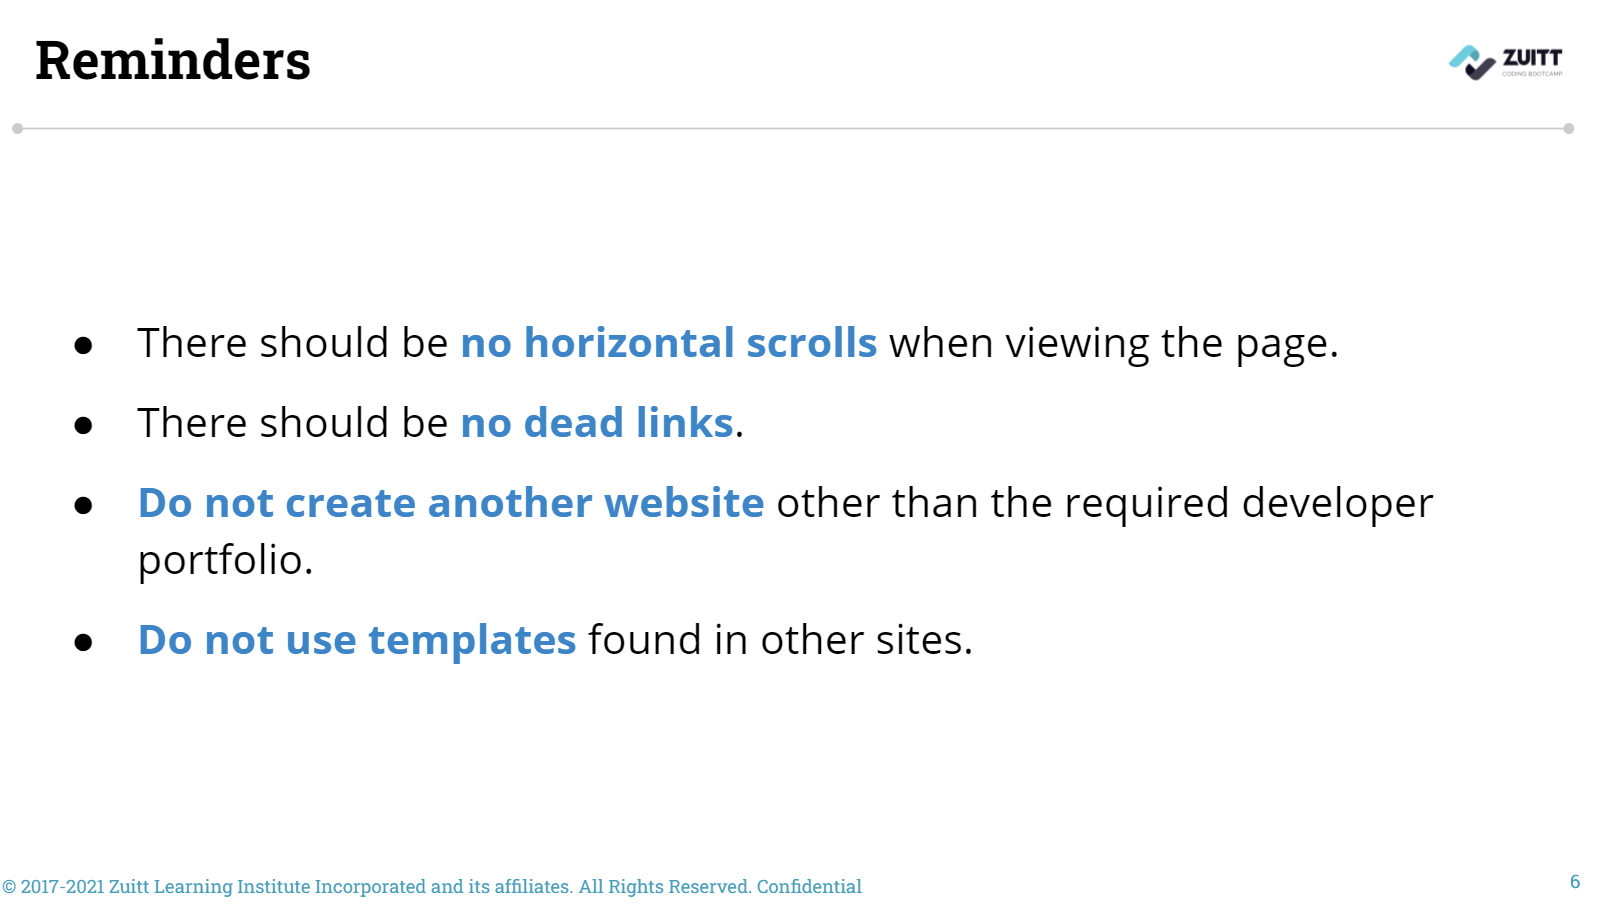 Reminders
ZUITT
CODING BOOTCAMP
● There should be no horizontal scrolls when viewing the page.
● There should be no dead links.
● Do not create another website other than the required developer
portfolio.
● Do not use templates found in other sites.
© 2017-2021 Zuitt Learning Institute Incorporated and its affiliates. All Rights Reserved. Confidential
6